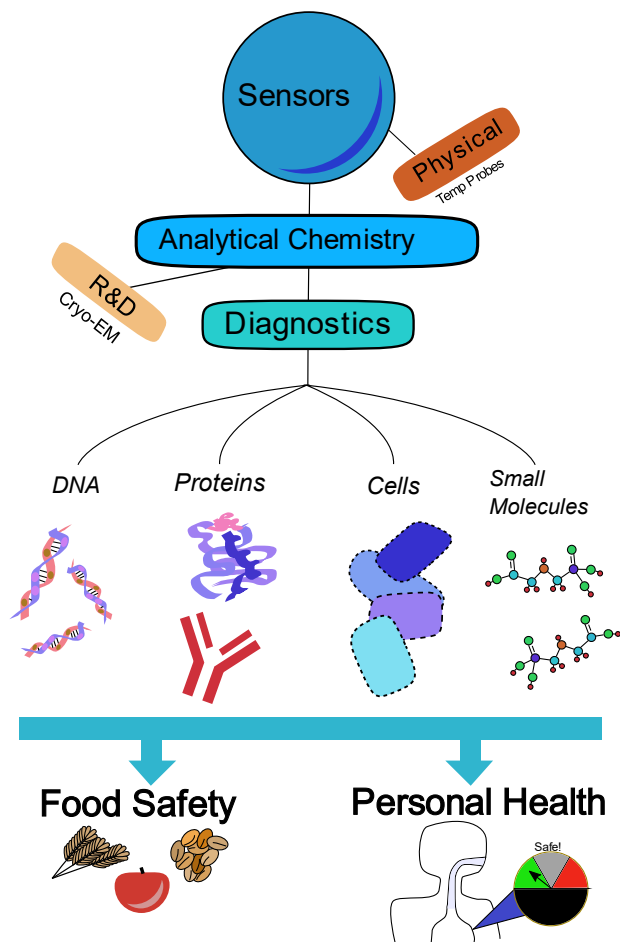 Sensors
Physical
Temp Probes
Analytical Chemistry
R&D
Cryo-EM
Diagnostics
DNA
Proteins
Cells
Small
Molecules
Food Safety
Personal Health
Safe!